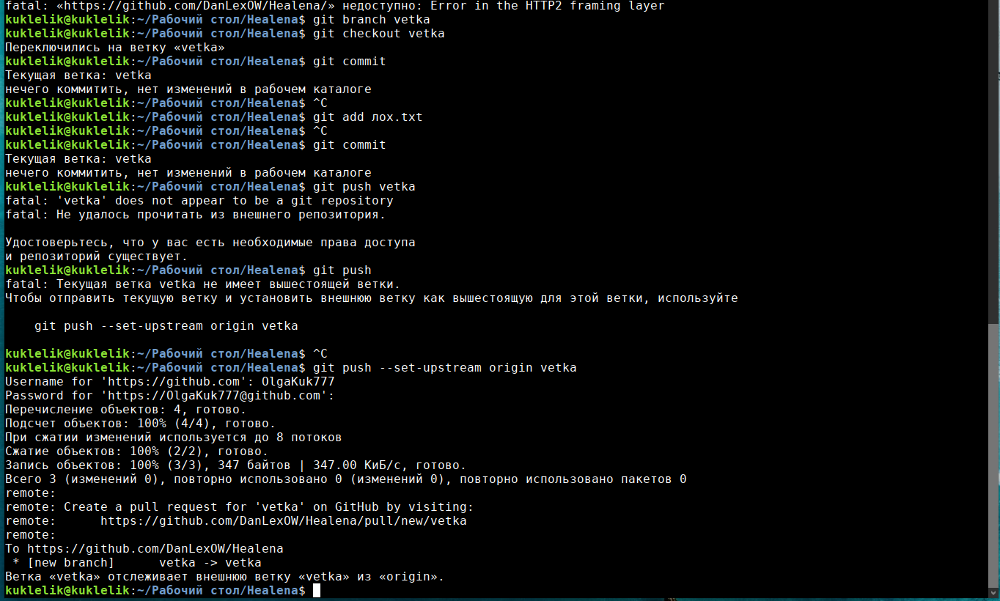 fatal: «https://github.com/DanLexOW/Healena/» недоступно: Error in the HTTP2 framing layer
kuklelik@kuklelik:~/Рабочий стол/Healena$ git branch vetka
kuklelik@kuklelik:~/Рабочий стол/Healena$ git checkout vetka
Переключились на ветку «vetka»
kuklelik@kuklelik:~/Рабочий стол/Healena$ git commit
Текущая ветка: vetka
нечего коммитить, нет изменений в рабочем каталоге
kuklelik@kuklelik:~/Рабочий стол/Healena$ ^C
kuklelik@kuklelik:~/Рабочий стол/Healena$ git add лох.txt
kuklelik@kuklelik:~/Рабочий стол/Healena$ ^C
kuklelik@kuklelik:~/Рабочий стол/Healena$ git commit
Текущая ветка: vetka
нечего коммитить, нет изменений в рабочем каталоге
kuklelik@kuklelik:~/Рабочий стол/Healena$ git push vetka
fatal: 'vetka' does not appear to be a git repository
fatal: Не удалось прочитать из внешнего репозитория.

Удостоверьтесь, что у вас есть необходимые права доступа
и репозиторий существует.
kuklelik@kuklelik:~/Рабочий стол/Healena$ git push
fatal: Текущая ветка vetka не имеет вышестоящей ветки.
Чтобы отправить текущую ветку и установить внешнюю ветку как вышестоящую для этой ветки, используйте

    git push --set-upstream origin vetka

kuklelik@kuklelik:~/Рабочий стол/Healena$ ^C
kuklelik@kuklelik:~/Рабочий стол/Healena$ git push --set-upstream origin vetka
Username for 'https://github.com': OlgaKuk777
Password for 'https://OlgaKuk777@github.com':
Перечисление объектов: 4, готово.
Подсчет объектов: 100% (4/4), готово.
При сжатии изменений используется до 8 потоков
Сжатие объектов: 100% (2/2), готово.
Запись объектов: 100% (3/3), 347 байтов | 347.00 КиБ/с, готово.
Всего 3 (изменений 0), повторно использовано 0 (изменений 0), повторно использовано пакетов 0
remote:
remote: Create a pull request for 'vetka' on GitHub by visiting:
remote:      https://github.com/DanLexOW/Healena/pull/new/vetka
remote:
To https://github.com/DanLexOW/Healena
 * [new branch]      vetka -> vetka
Ветка «vetka» отслеживает внешнюю ветку «vetka» из «origin».
kuklelik@kuklelik:~/Рабочий стол/Healena$